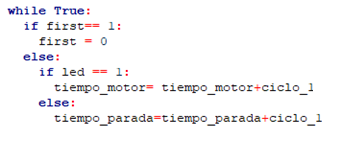 while True:
if first== 1:
first = 0
else:
if led == 1:
tiempo_motor= tiempo_motor+ciclo_1
else:
tiempo_parada=tiempo_parada+ciclo_1